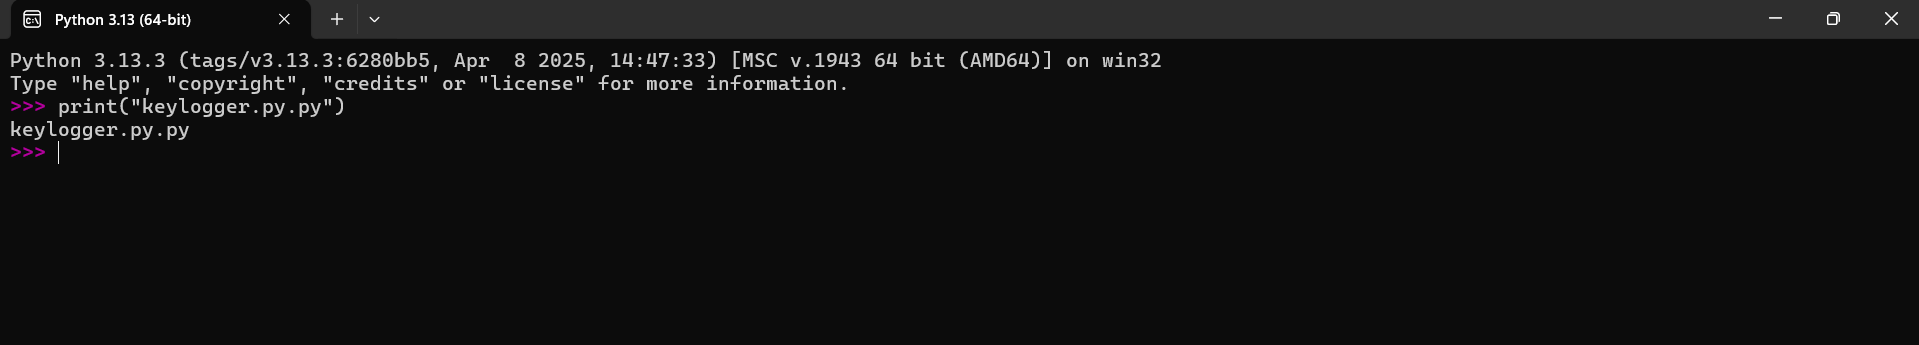 Python 3.13 (64-bit)
Python 3.13.3 (tags/v3.13.3:6280bb5, Apr  8 2025, 14:47:33) [MSC v.1943 64 bit (AMD64)] on win32
Type "help", "copyright", "credits" or "license" for more information.
>>> print("keylogger.py.py")
keylogger.py.py
>>>